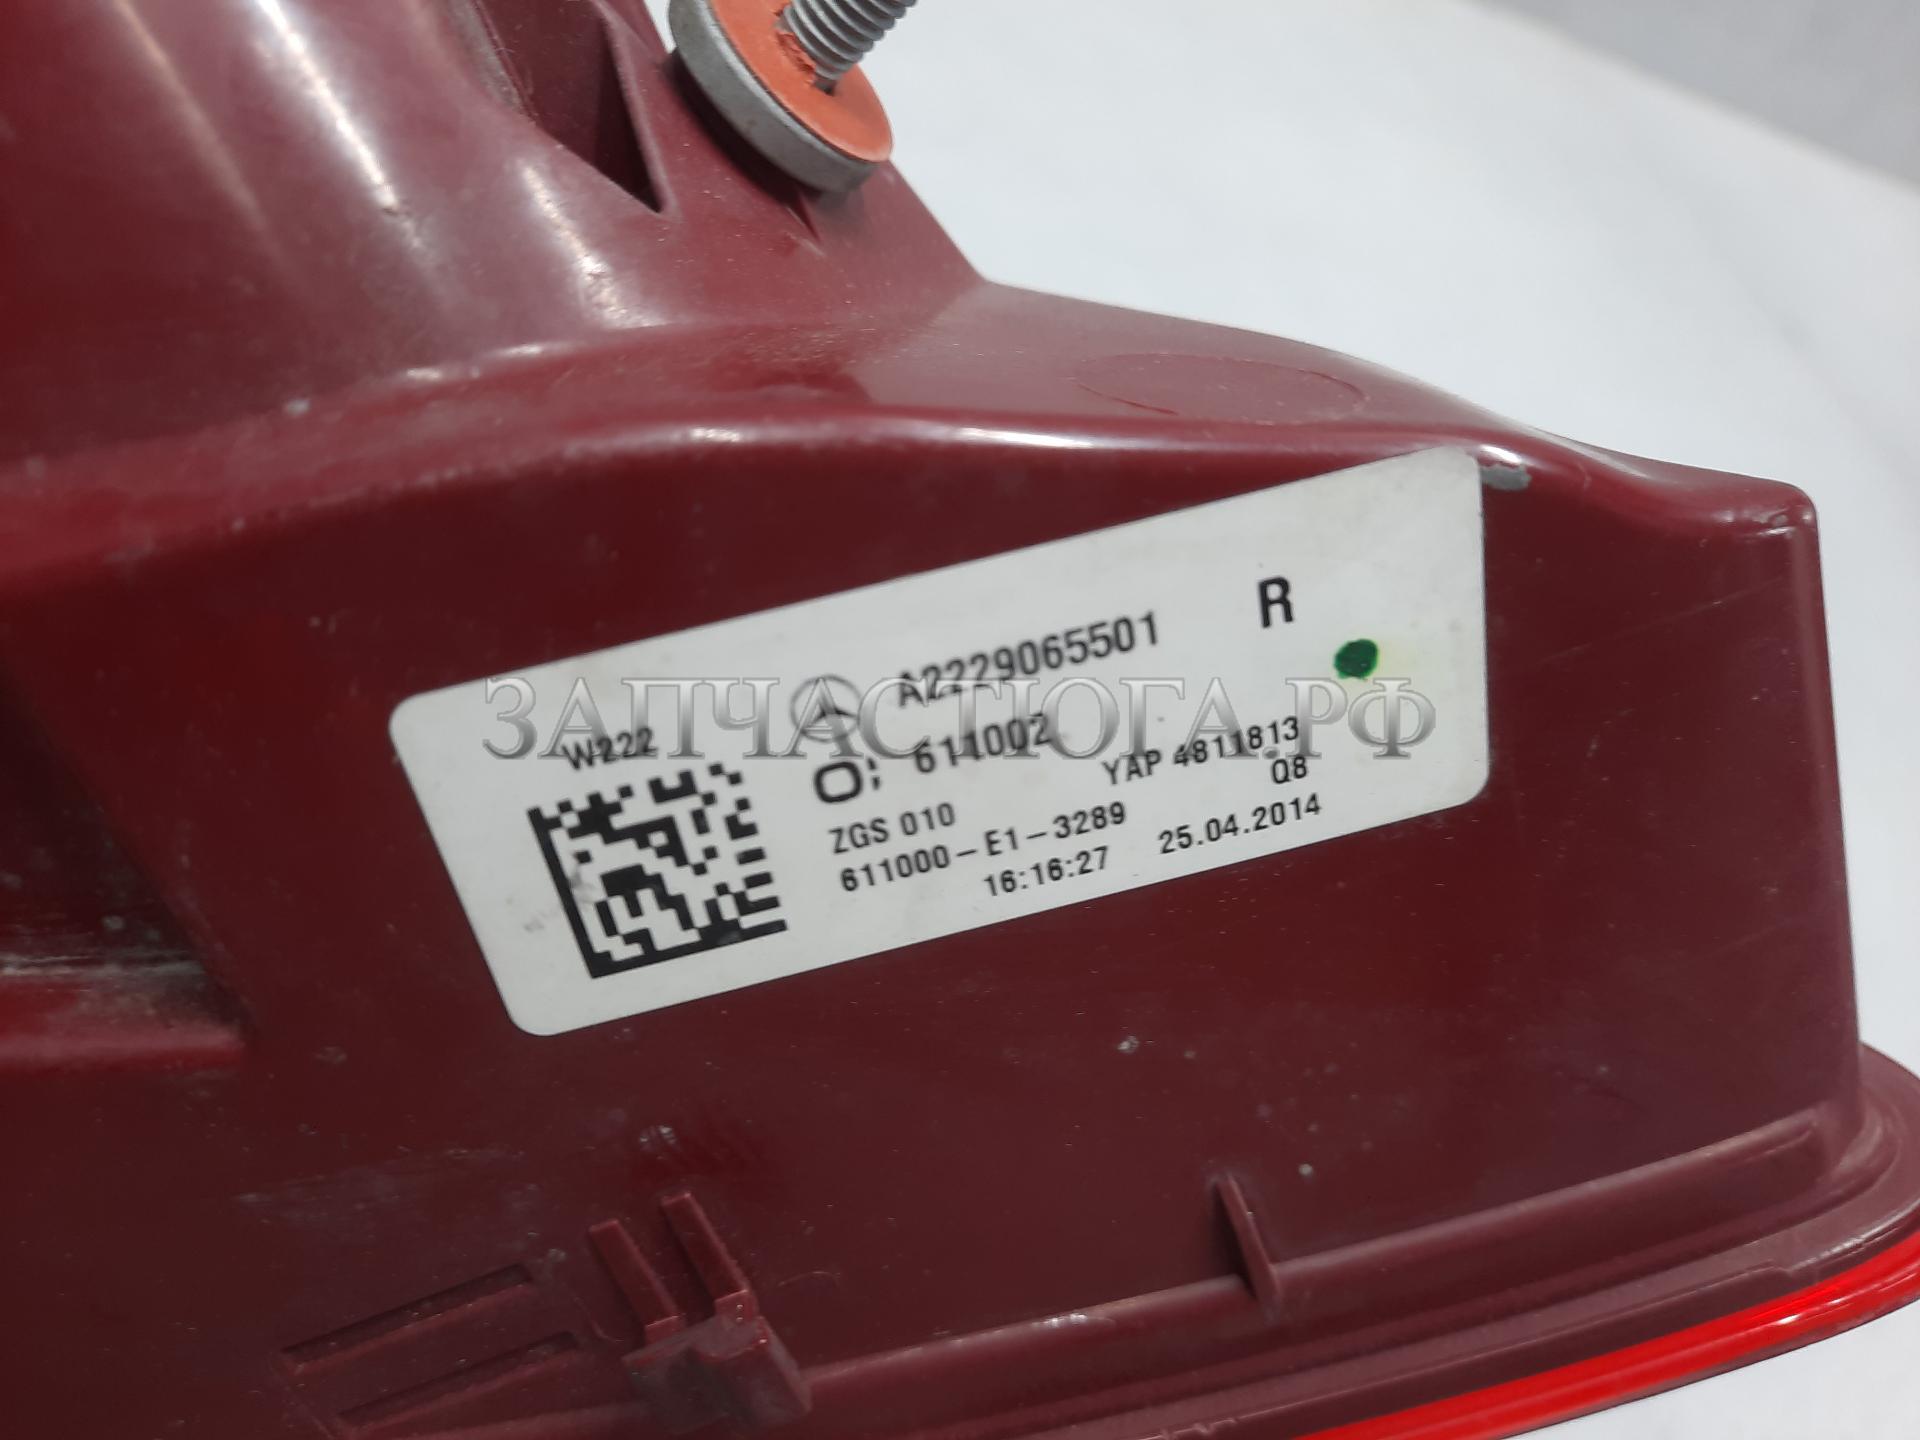 A2229065501 R
W222
611002
ZGS 010 YAP 4811813
611000-E1-3289 Q8
16:16:27 25.04.2014
ЗАПЧАСТЮГА.РФ